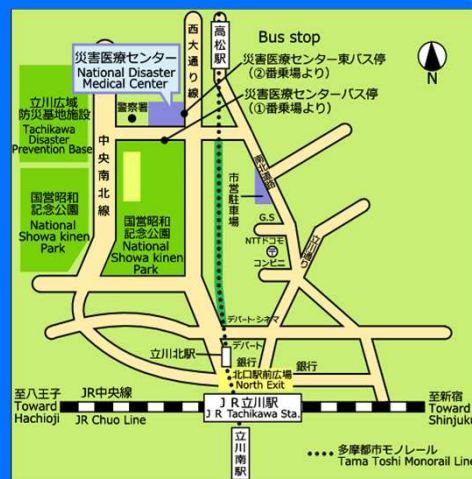 西大通り線
高松駅
Bus stop
災害医療センター
National Disaster
Medical Center
災害医療センター東バス停
(②番乗場より)
災害医療センターバス停
(①番乗場より)
N
立川広域
防災基地施設
Tachikawa
Disaster
Prevention Base
警察署
中央南北線
国営昭和
記念公園
National
Showa kinen
Park
国営昭和
記念公園
National
Showa kinen
Park
市営駐車場
南北道路
G.S
NTTドコモ
コンビニ
立川通り
デパート・シネマ
デパート
立川北駅
銀行
銀行
北口駅前広場
North Exit
至八王子
Toward
Hachioji
JR中央線
JR Chuo Line
JR立川駅
JR Tachikawa Sta.
至新宿
Toward
Shinjuku
立川南駅
多摩都市モノレール
Tama Toshi Monorail Line